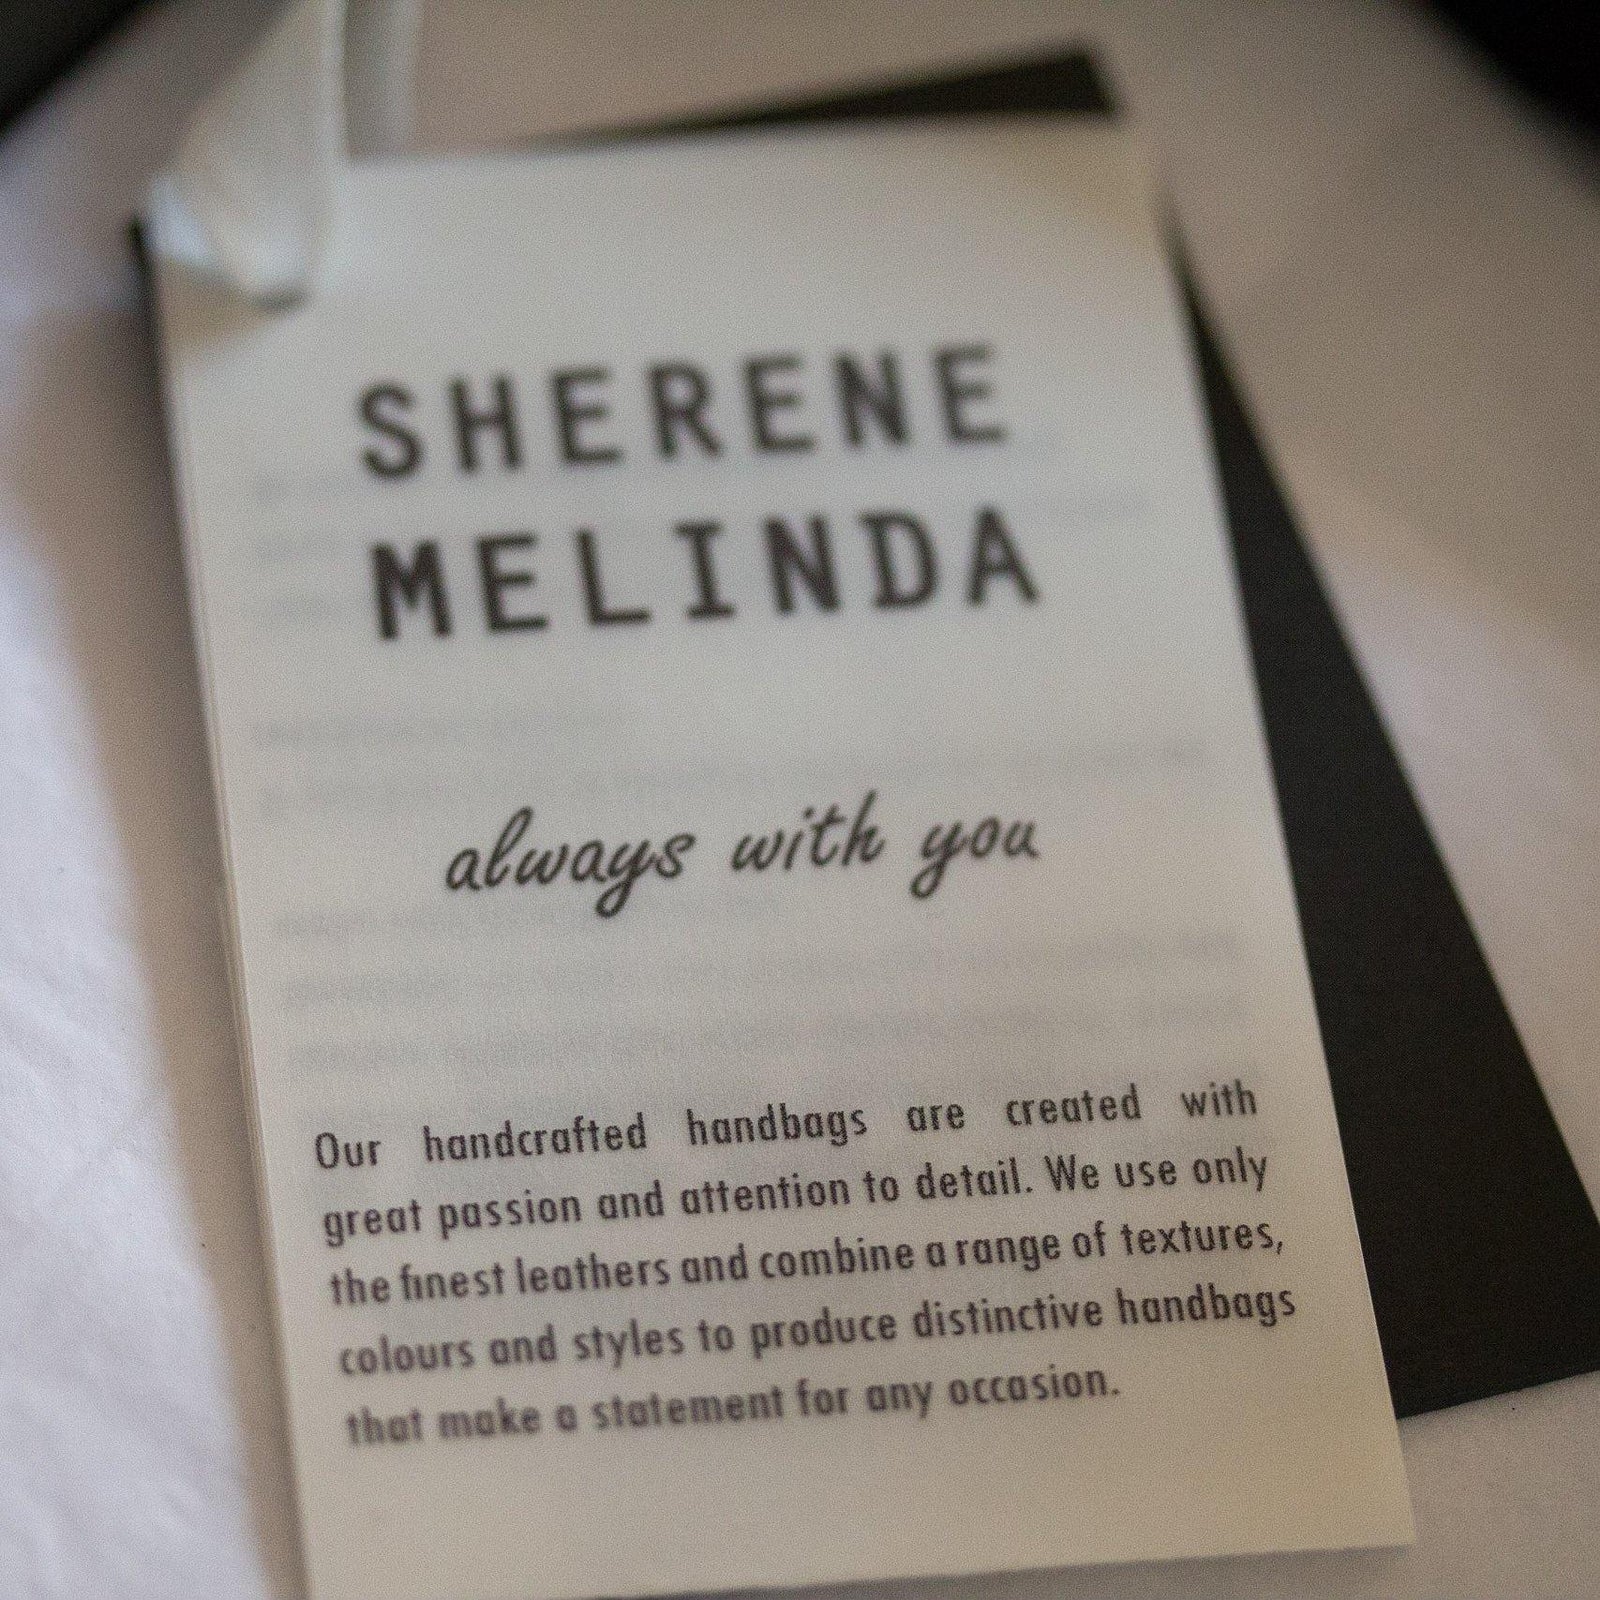 SHERENE
MELINDA
always with you
Our handcrafted handbags are created with
great passion and attention to detail. We use only
the finest leathers and combine a range of textures,
colours and styles to produce distinctive handbags
that make a statement for any occasion.